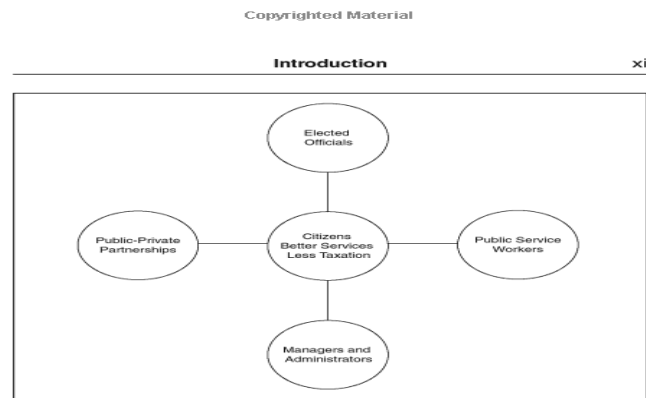 Copyrighted Material
Introduction
xi
Elected
Officials
Public-Private
Partnerships
Citizens
Better Services
Less Taxation
Public Service
Workers
Managers and
Administrators